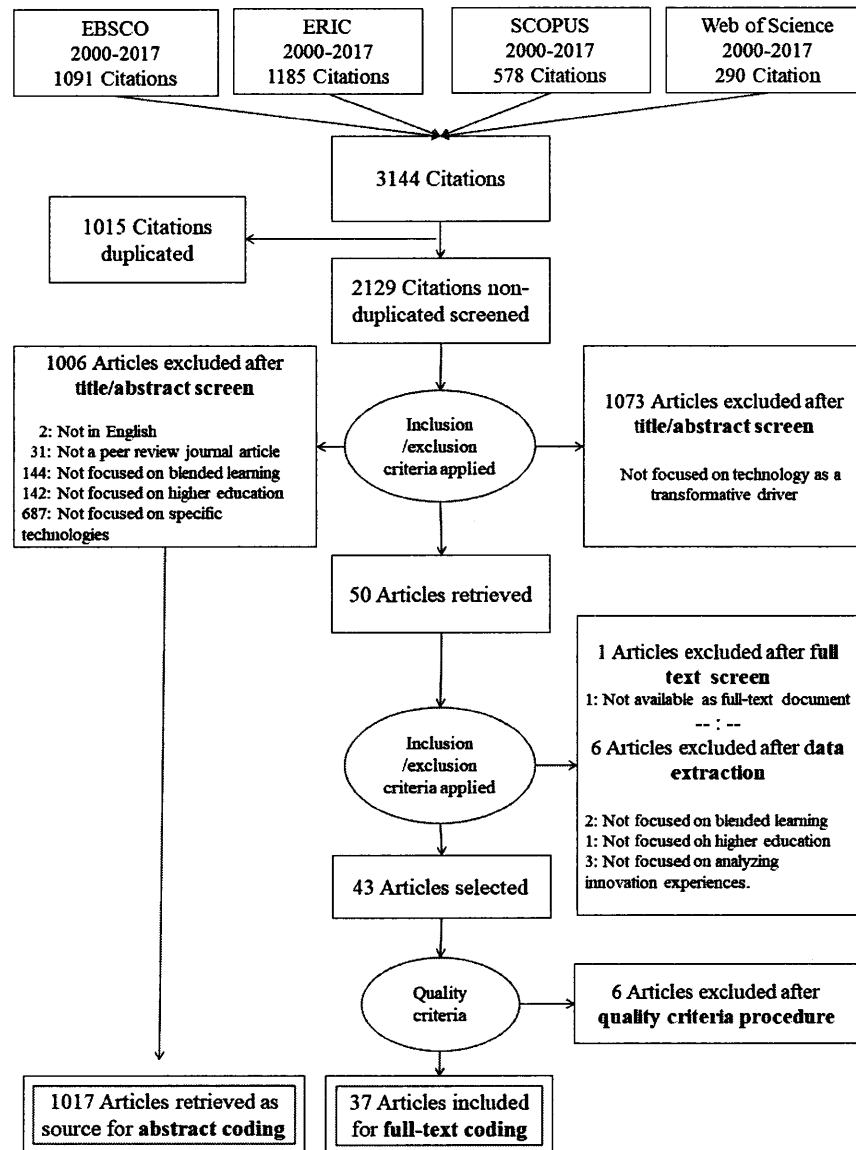 EBSCO
2000-2017
1091 Citations
ERIC
2000-2017
1185 Citations
SCOPUS
2000-2017
578 Citations
Web of Science
2000-2017
290 Citation
3144 Citations
1015 Citations
duplicated
2129 Citations non-
duplicated screened
1006 Articles excluded after
title/abstract screen
2: Not in English
31: Not a peer review journal article
144: Not focused on blended learning
142: Not focused on higher education
687: Not focused on specific
technologies
Inclusion
/exclusion
criteria applied
1073 Articles excluded after
title/abstract screen
Not focused on technology as a
transformative driver
50 Articles retrieved
Inclusion
/exclusion
criteria applied
1 Articles excluded after full
text screen
1: Not available as full-text document
-- : --
6 Articles excluded after data
extraction
2: Not focused on blended learning
1: Not focused oh higher education
3: Not focused on analyzing
innovation experiences.
43 Articles selected
Quality
criteria
6 Articles excluded after
quality criteria procedure
1017 Articles retrieved as
source for abstract coding
37 Articles included
for full-text coding